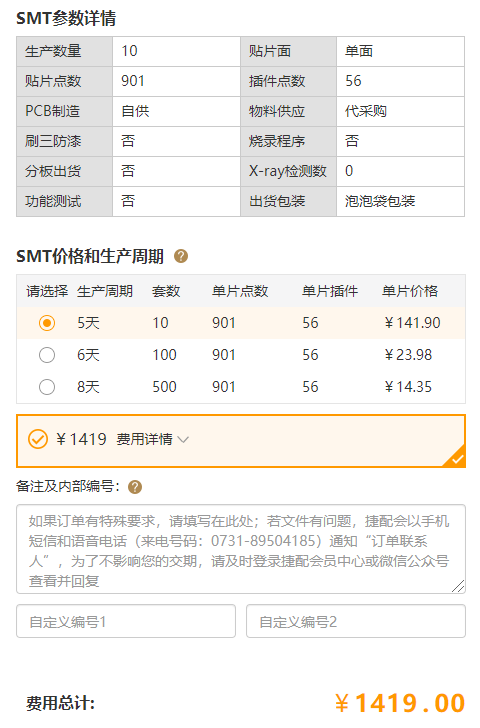 SMT参数详情
生产数量 10 贴片面 单面
贴片点数 901 插件点数 56
PCB制造 自供 物料供应 代采购
刷三防漆 否 烧录程序 否
分板出货 否 X-ray检测数 0
功能测试 否 出货包装 泡泡袋包装
SMT价格和生产周期 ?
请选择 生产周期 套数 单片点数 单片插件 单片价格
5天 10 901 56 ￥141.90
6天 100 901 56 ￥23.98
8天 500 901 56 ￥14.35
￥1419 费用详情
备注及内部编号： ?
如果订单有特殊要求，请填写在此处；若文件有问题，捷配会以手机
短信和语音电话（来电号码：0731-89504185）通知“订单联系
人”，为了不影响您的交期，请及时登录捷配会员中心或微信公众号
查看并回复
自定义编号1 自定义编号2
费用总计: ￥1419.00